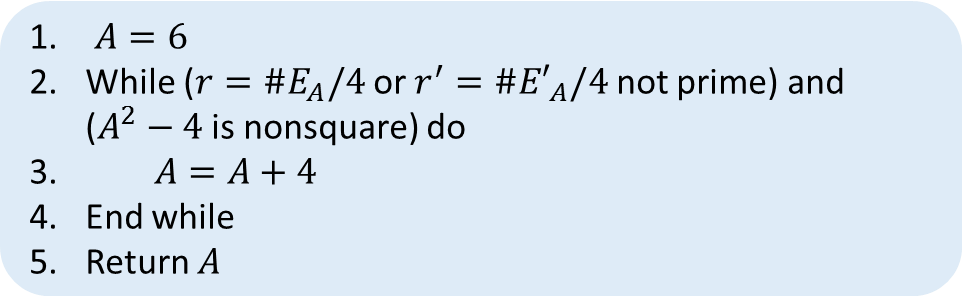 1. A = 6
2. While (r = #E_A/4 or r′ = #E′_A/4 not prime) and
(A² − 4 is nonsquare) do
3. A = A + 4
4. End while
5. Return A